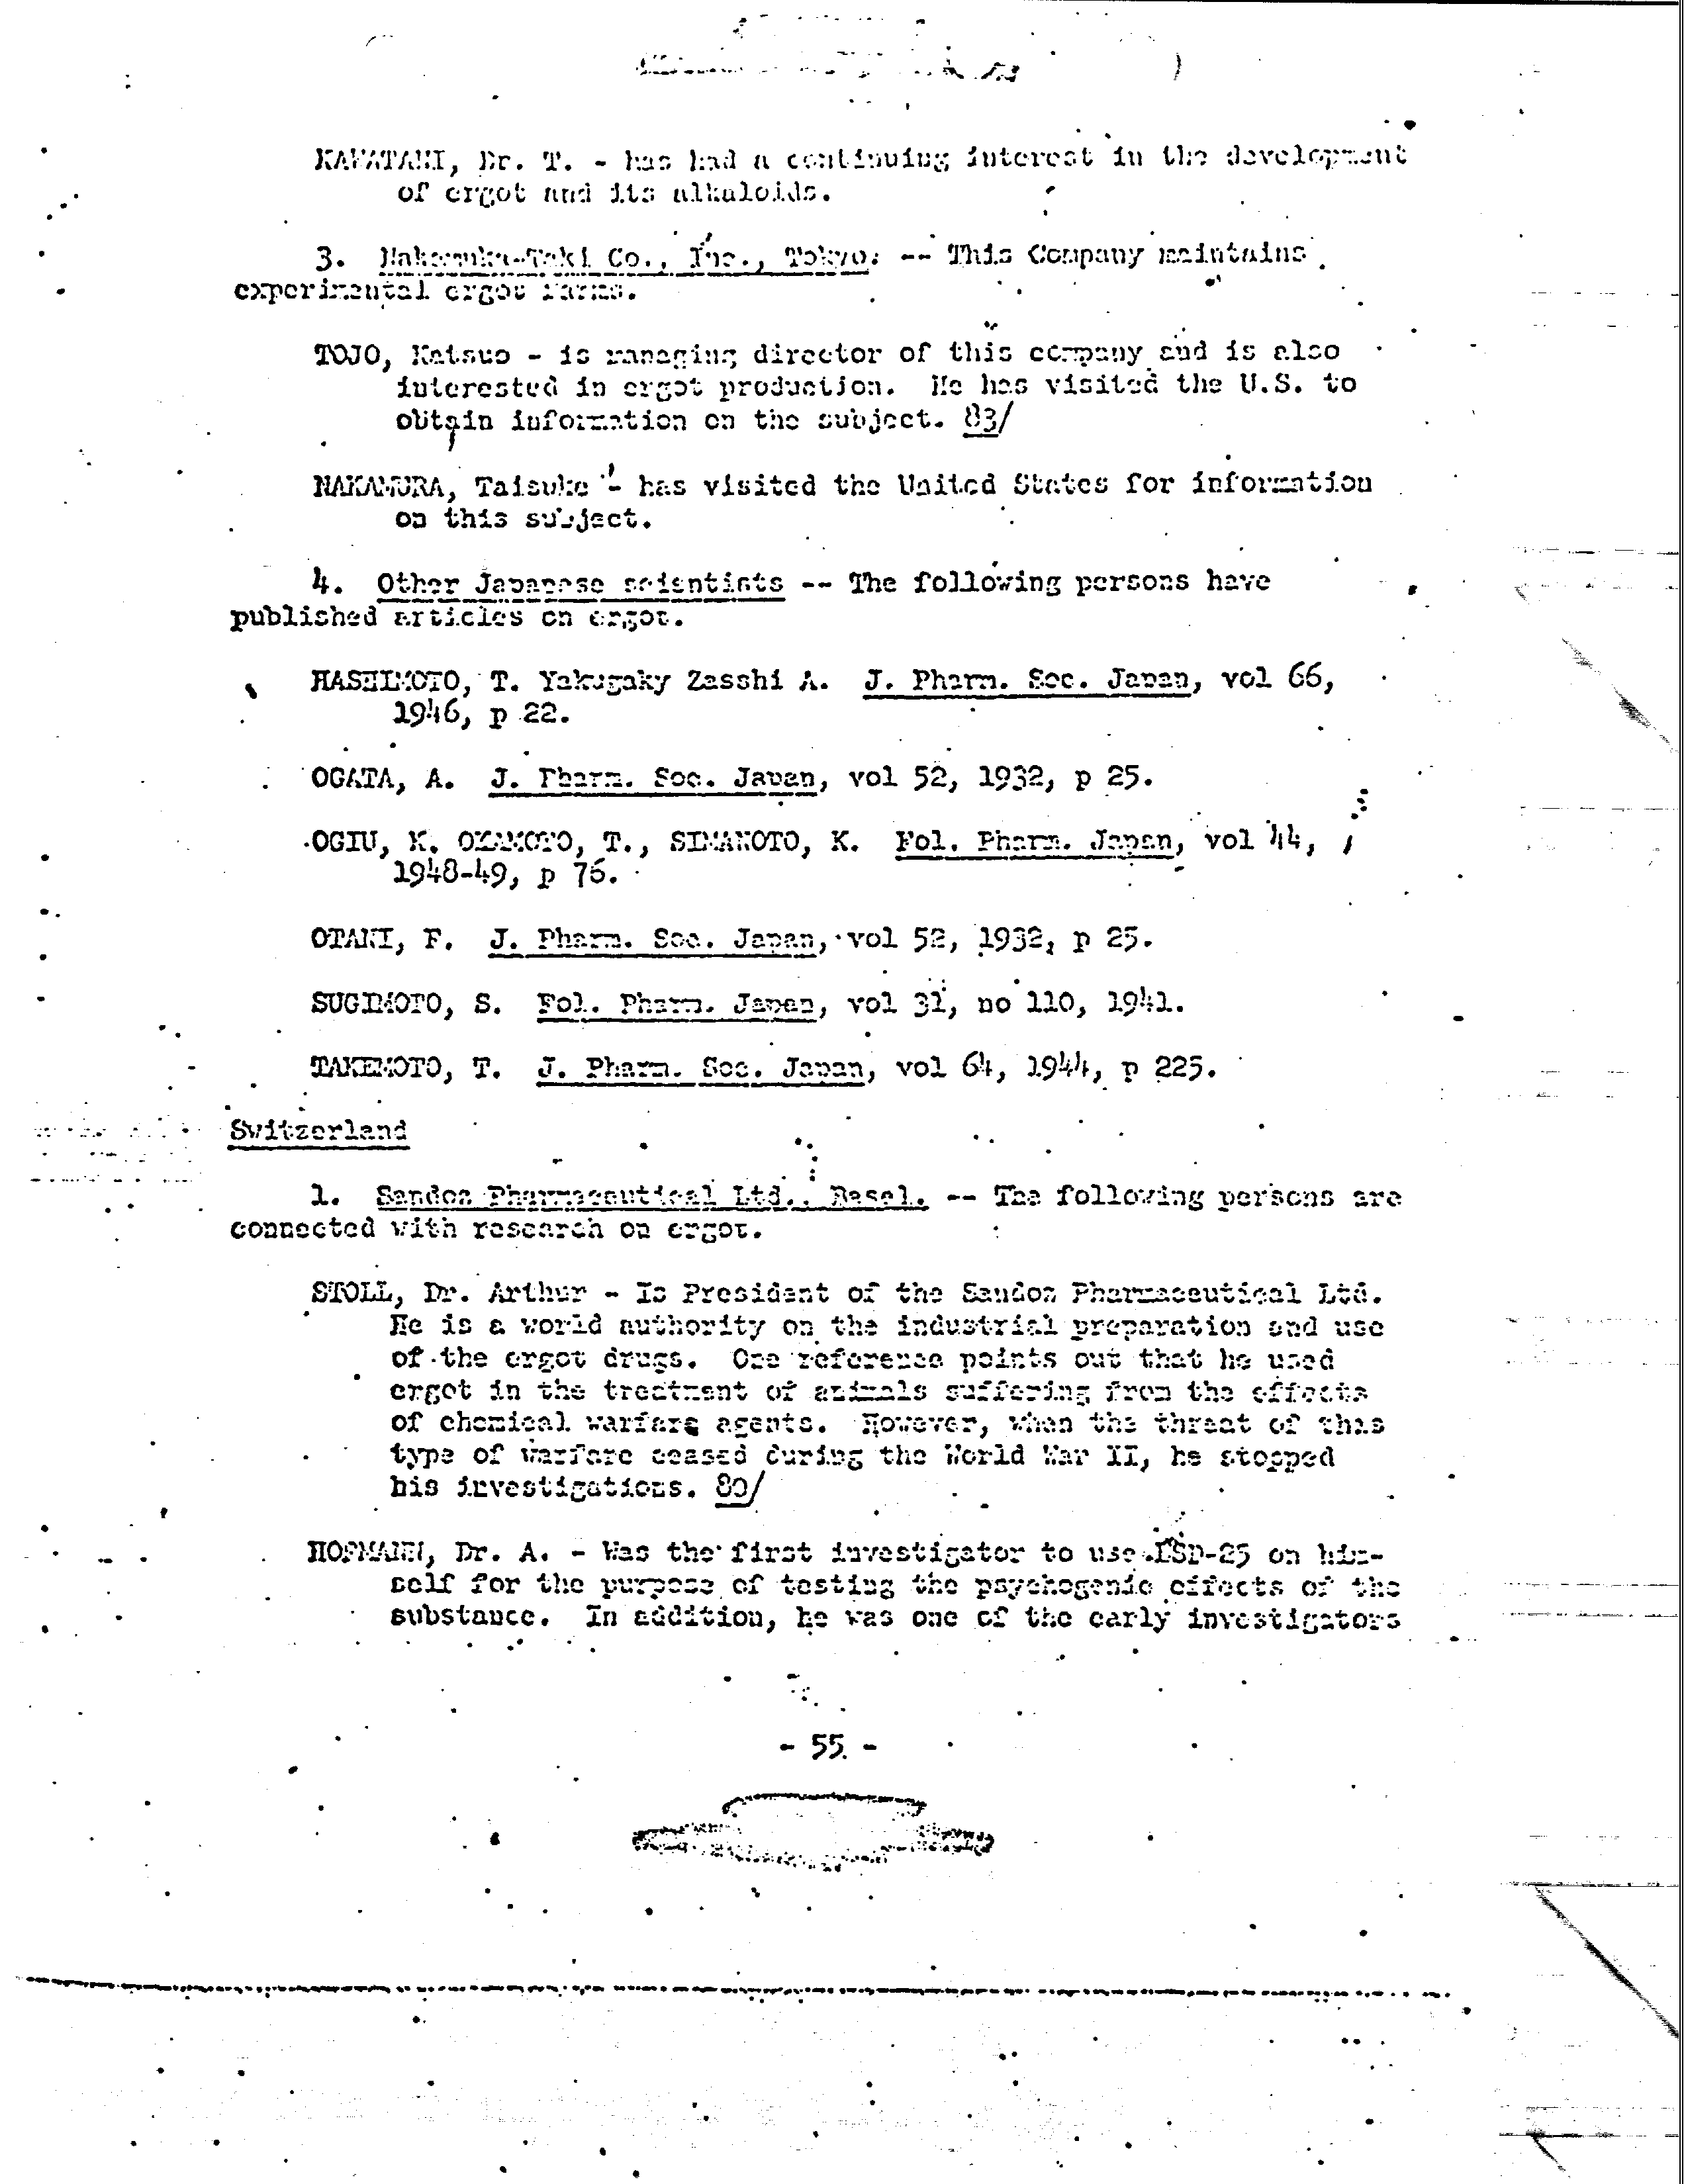 Dr. T. - has had a continuing interest in the development
of ergot and its alkaloids.
3. Co., Inc., Tokyo. -- This Company maintains
experimental ergot farms.
TOJO, Katsuo - is managing director of this company and is also
interested in ergot production. He has visited the U.S. to
obtain information on the subject. 83/
NAKAMURA, Taisuke - has visited the United States for information
on this subject.
4. Other Japanese scientists -- The following persons have
published articles on ergot.
HASHIMOTO, T. Yakugaky Zasshi A. J. Pharm. Soc. Japan, vol 66,
1946, p 22.
OGATA, A. J. Pharm. Soc. Japan, vol 52, 1932, p 25.
OGIU, K. T., K. Fol. Pharm. Japan, vol 44,
1948-49, p 76.
OTANI, F. J. Pharm. Soc. Japan, vol 52, 1932, p 25.
SUGIMOTO, S. Fol. Pharm. Japan, vol 31, no 110, 1941.
TAKEMOTO, T. J. Pharm. Soc. Japan, vol 64, 1944, p 225.
Switzerland
1. Sandoz Pharmaceutical Ltd., Basel. -- The following persons are
connected with research on ergot.
STOLL, Dr. Arthur - Is President of the Sandoz Pharmaceutical Ltd.
He is a world authority on the industrial preparation and use
of the ergot drugs. One reference points out that he used
ergot in the treatment of animals suffering from the effects
of chemical warfare agents. However, when the threat of this
type of warfare ceased during the World War II, he stopped
his investigations. 80/
HOFMANN, Dr. A. - Was the first investigator to use LSD-25 on him-
self for the purpose of testing the psychogenic effects of the
substance. In addition, he was one of the early investigators
- 55 -